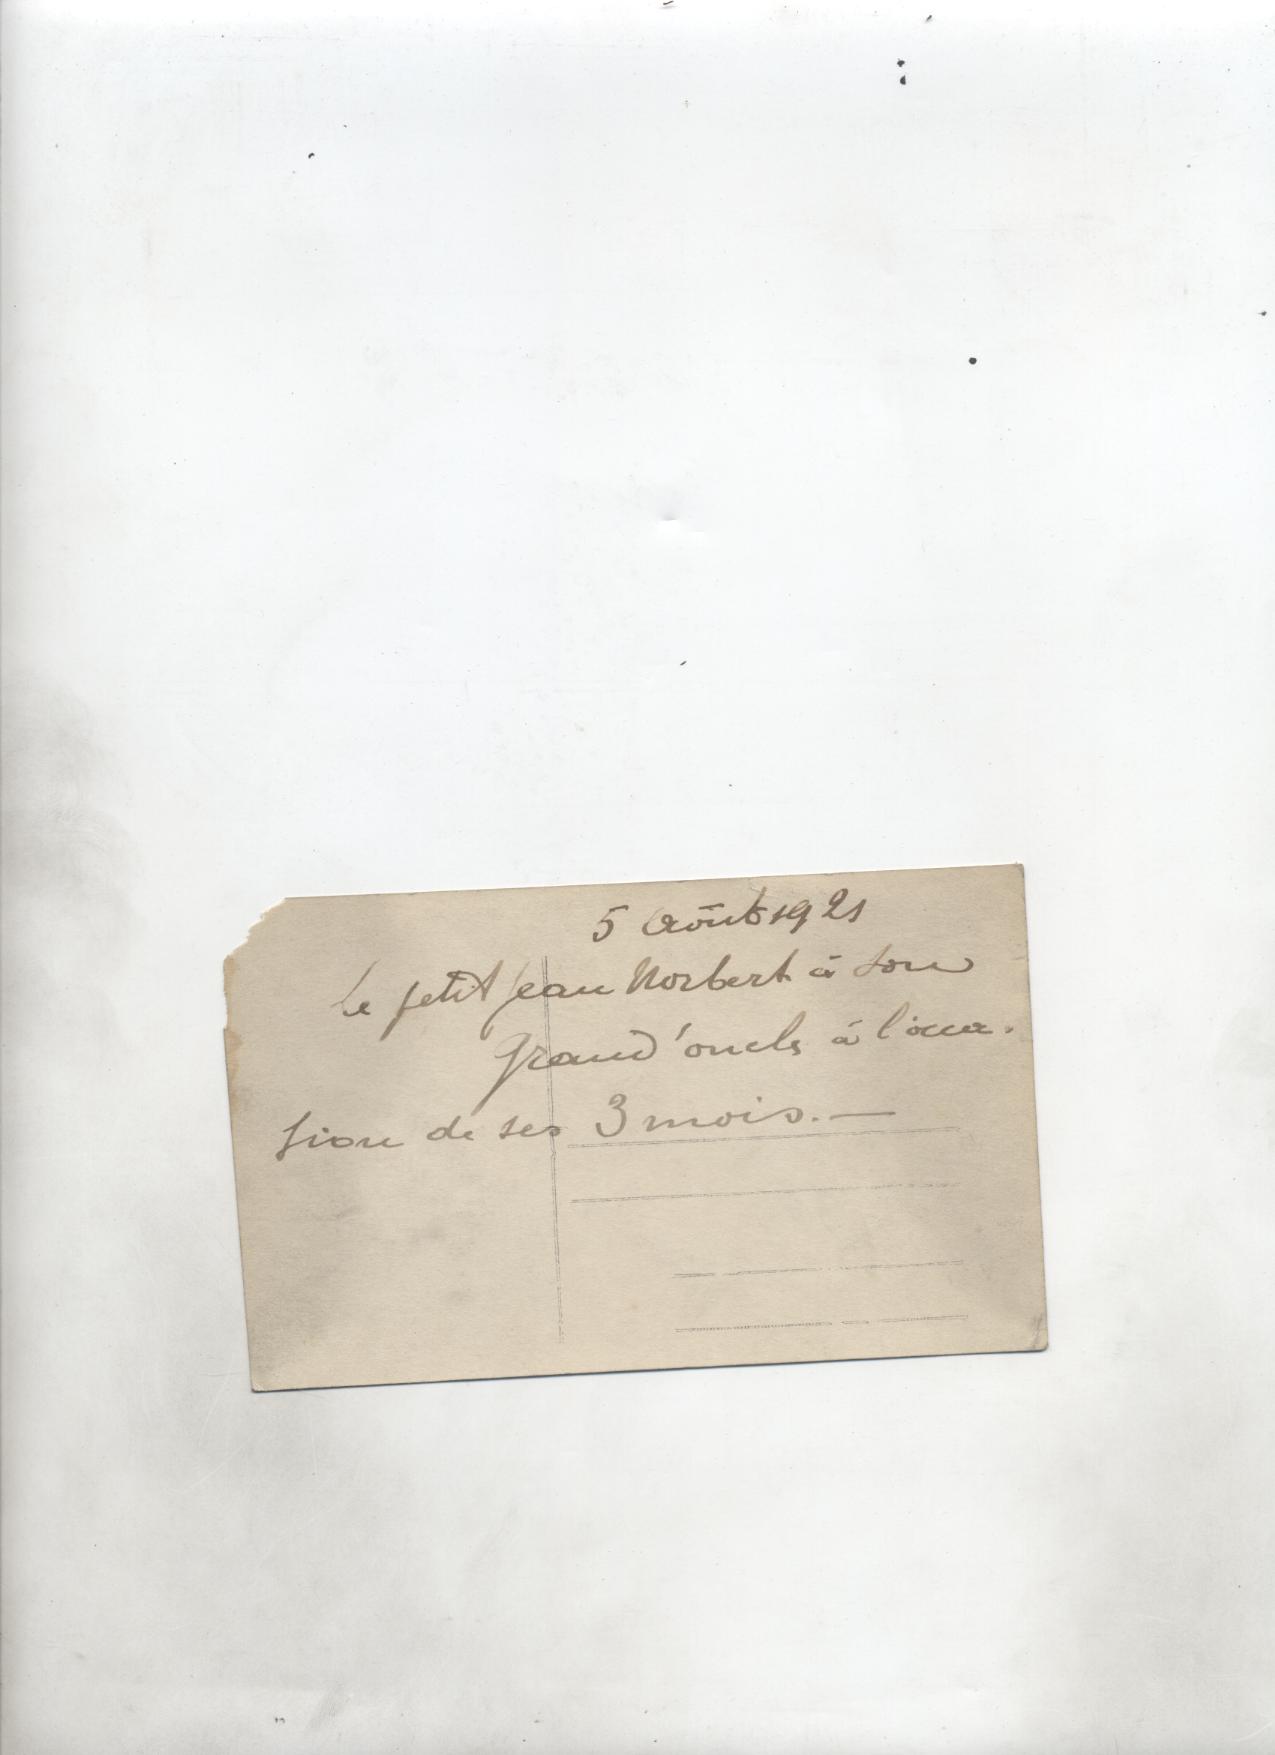 5 Août 1921
Le petit Jean Norbert à son
Grand'oncle à l'occa-
sion de ses 3 mois.—